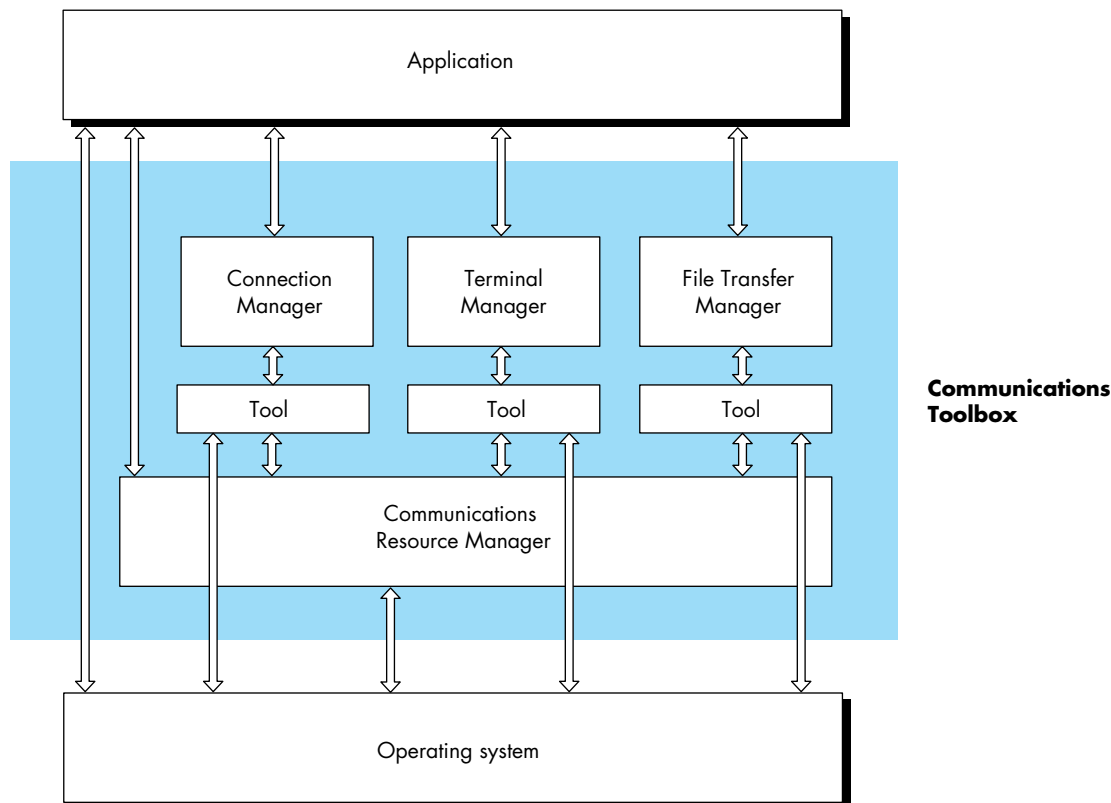 Application
Connection
Manager
Terminal
Manager
File Transfer
Manager
Tool
Tool
Tool
Communications
Toolbox
Communications
Resource Manager
Operating system